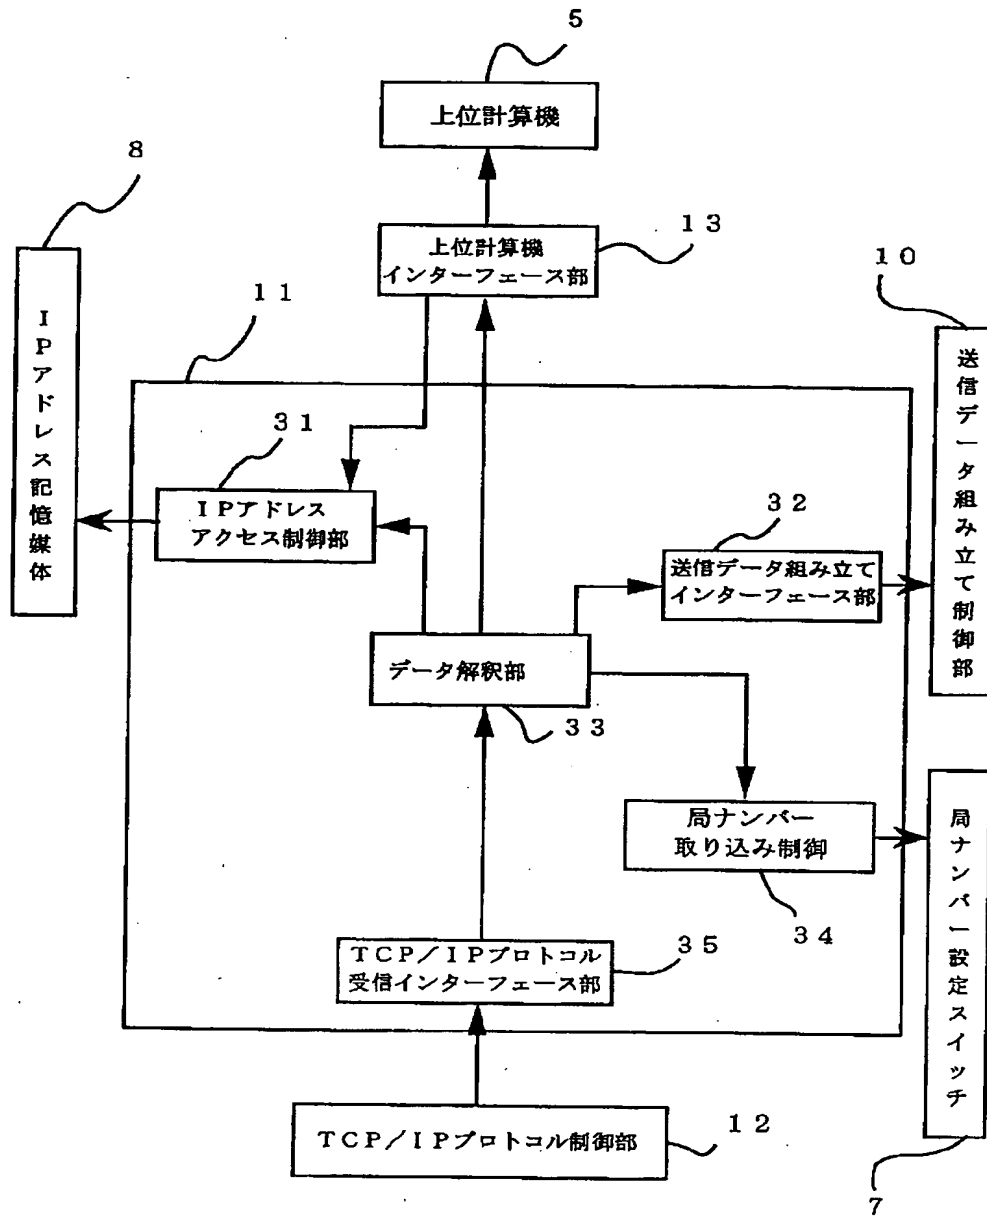 5
上位計算機
8
上位計算機
インターフェース部
13
10
11
IPアドレス記憶媒体
送信データ組み立て制御部
31
IPアドレス
アクセス制御部
32
送信データ組み立て
インターフェース部
データ解釈部
33
局ナンバー
取り込み制御
34
局ナンバー設定スイッチ
35
TCP/IPプロトコル
受信インターフェース部
TCP/IPプロトコル制御部
12
7